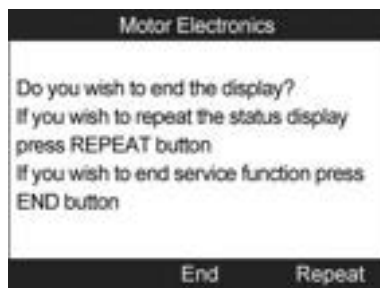 Motor Electronics
Do you wish to end the display?
If you wish to repeat the status display
press REPEAT button
If you wish to end service function press
END button
End Repeat